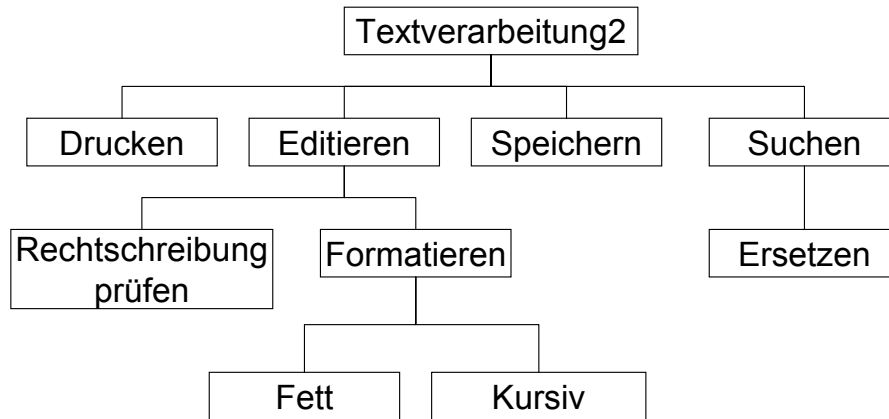 Textverarbeitung2
Drucken
Editieren
Speichern
Suchen
Rechtschreibung
prüfen
Formatieren
Ersetzen
Fett
Kursiv